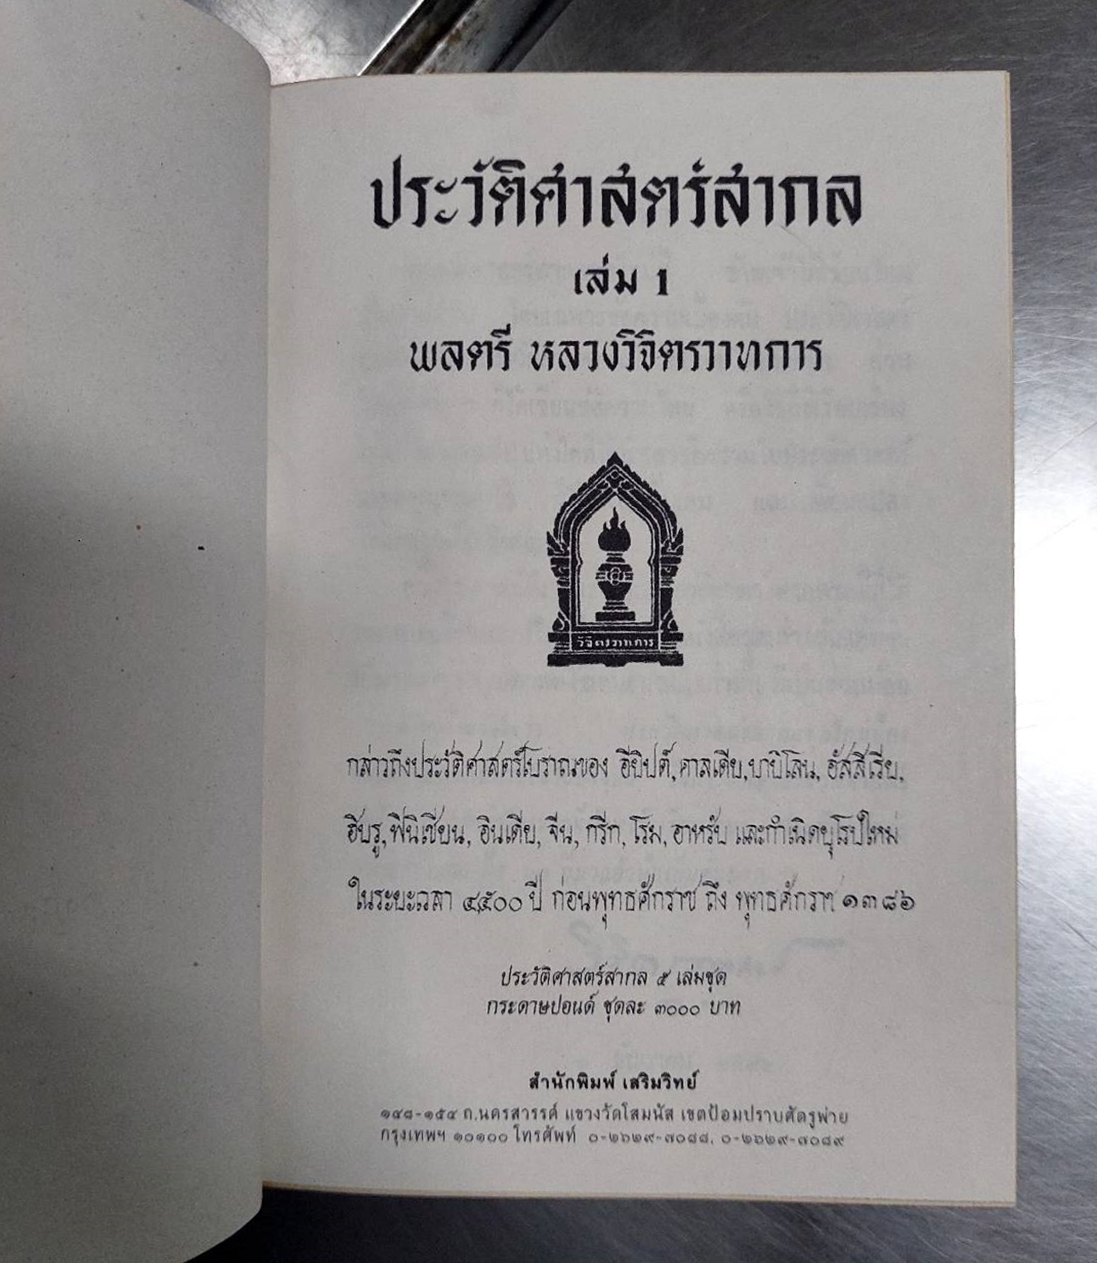 ประวัติศาสตร์สากล
เล่ม 1
พลตรี หลวงวิจิตรวาทการ
วิจิตรวาทการ
กล่าวถึงประวัติศาสตร์โบราณของ อียิปต์, คาลเดีย, บาบิโลน, อัสสีเรีย,
ฮิบรู, ฟินิเชียน, อินเดีย, จีน, กรีก, โรม, อาหรับ และกำเนิดยุโรปใหม่
ในระยะเวลา ๔๕๐๐ ปี ก่อนพุทธศักราช ถึง พุทธศักราช ๑๓๘๖
ประวัติศาสตร์สากล ๕ เล่มชุด
กระดาษปอนด์ ชุดละ ๓๐๐๐ บาท
สำนักพิมพ์ เสริมวิทย์
๑๔๘-๑๕๔ ถ.นครสวรรค์ แขวงวัดโสมนัส เขตป้อมปราบศัตรูพ่าย
กรุงเทพฯ ๑๐๑๐๐ โทรศัพท์ ๐-๒๖๒๙-๗๐๘๘, ๐-๒๖๒๙-๗๐๘๙